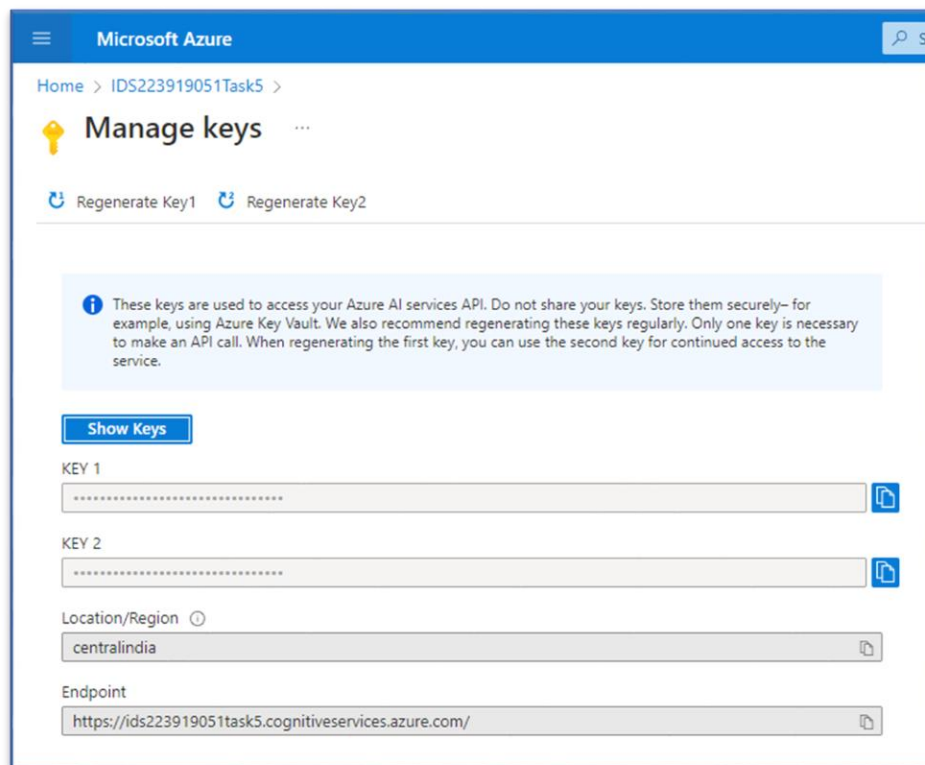 Microsoft Azure
Home > IDS223919051Task5 >
Manage keys ...
Regenerate Key1 Regenerate Key2
These keys are used to access your Azure AI services API. Do not share your keys. Store them securely– for
example, using Azure Key Vault. We also recommend regenerating these keys regularly. Only one key is necessary
to make an API call. When regenerating the first key, you can use the second key for continued access to the
service.
Show Keys
KEY 1
••••••••••••••••••••••••••••••••
KEY 2
••••••••••••••••••••••••••••••••
Location/Region
centralindia
Endpoint
https://ids223919051task5.cognitiveservices.azure.com/